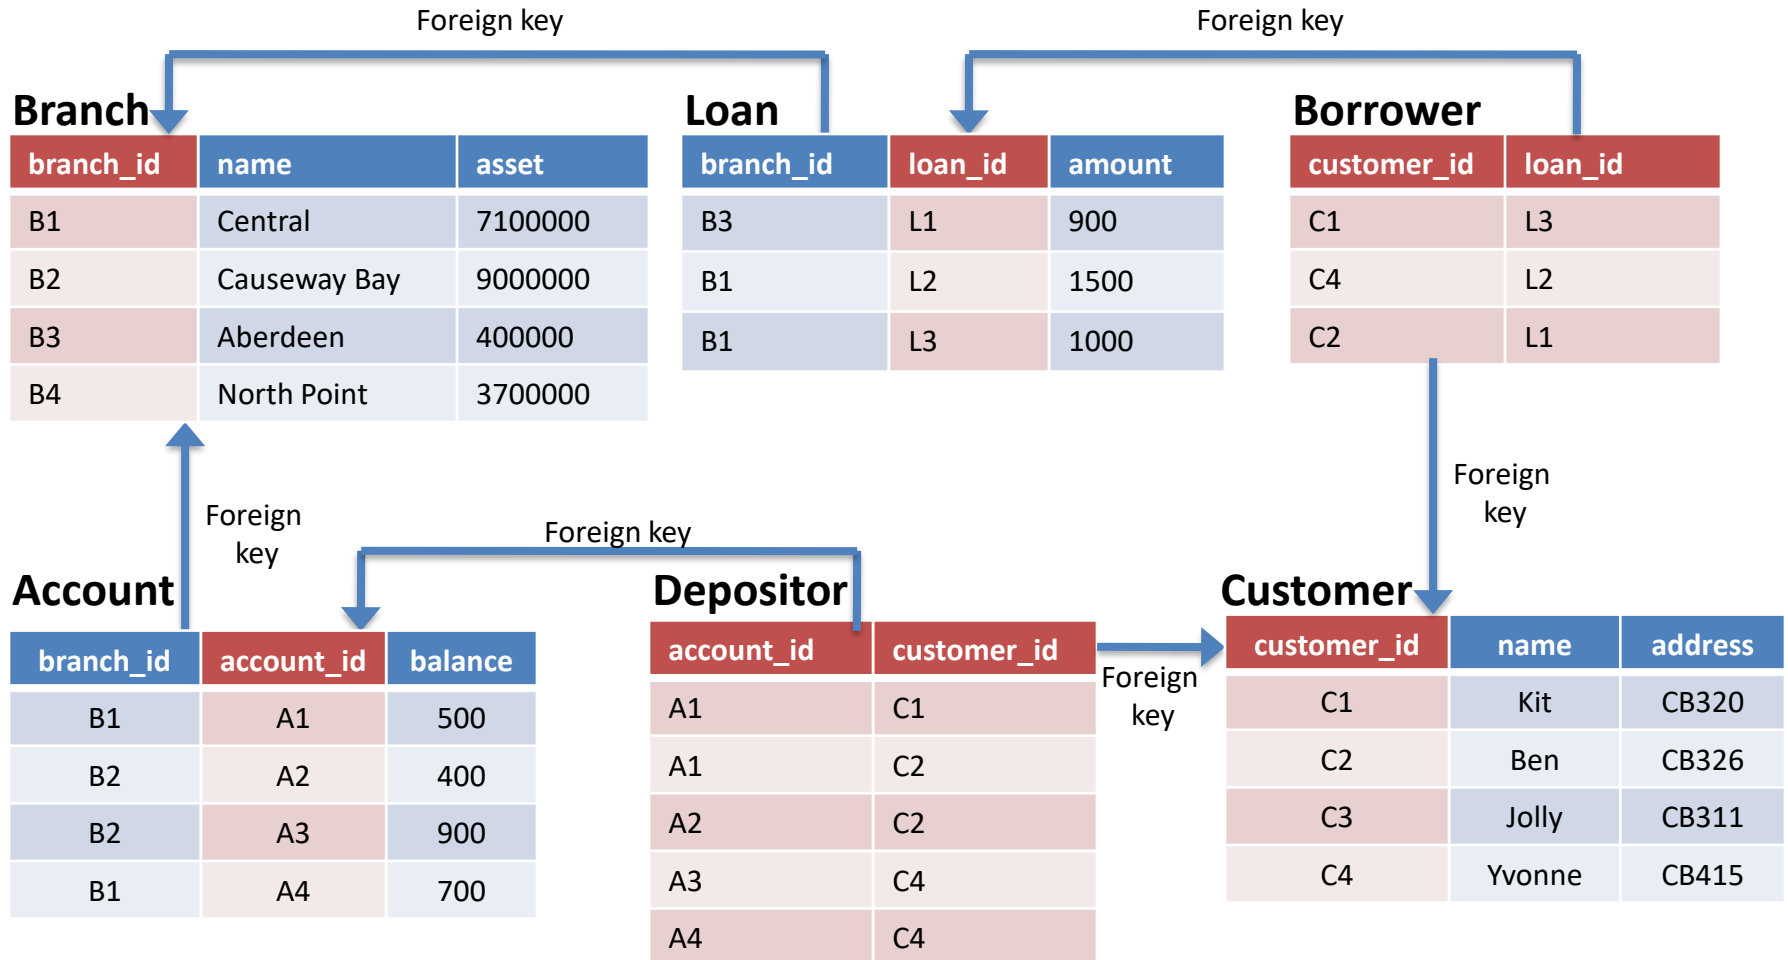 Foreign key
Foreign key
Branch
branch_id name asset
B1 Central 7100000
B2 Causeway Bay 9000000
B3 Aberdeen 400000
B4 North Point 3700000
Loan
branch_id loan_id amount
B3 L1 900
B1 L2 1500
B1 L3 1000
Borrower
customer_id loan_id
C1 L3
C4 L2
C2 L1
Foreign
key
Foreign key
Foreign
key
Account
branch_id account_id balance
B1 A1 500
B2 A2 400
B2 A3 900
B1 A4 700
Depositor
account_id customer_id
A1 C1
A1 C2
A2 C2
A3 C4
A4 C4
Foreign
key
Customer
customer_id name address
C1 Kit CB320
C2 Ben CB326
C3 Jolly CB311
C4 Yvonne CB415